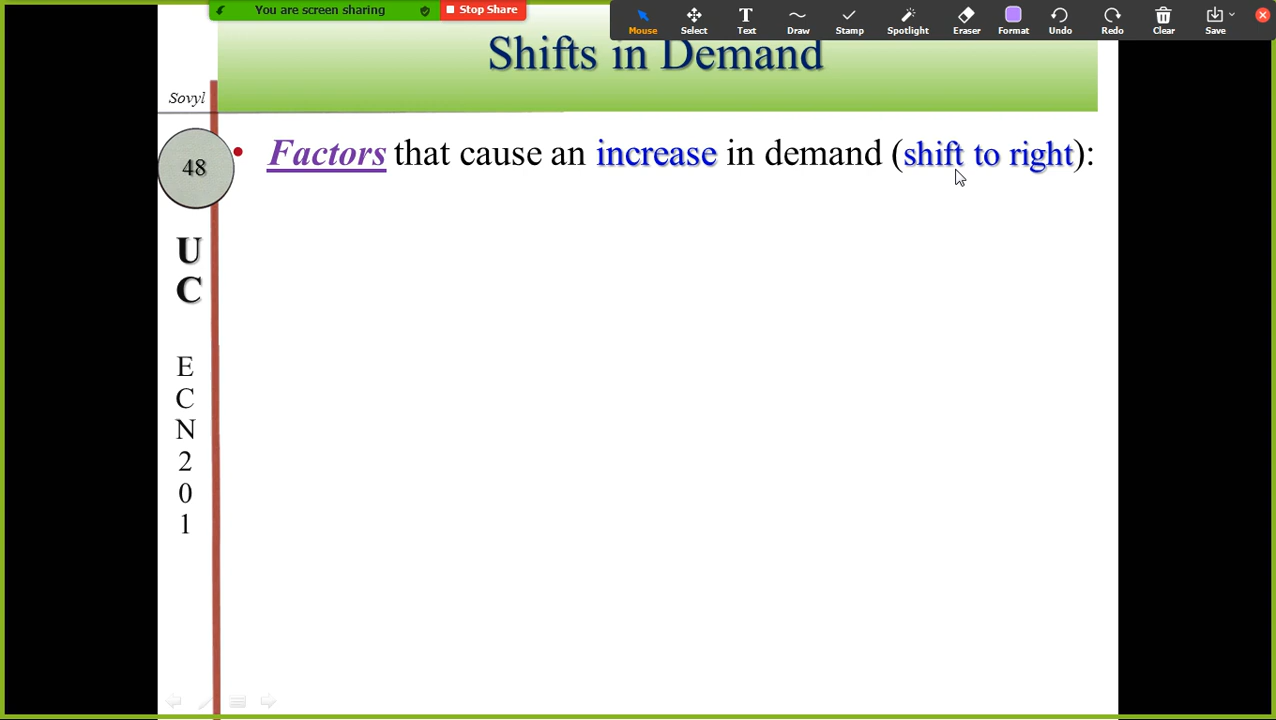 You are screen sharing
Stop Share
Mouse
Select
Text
Draw
Stamp
Spotlight
Eraser
Format
Undo
Redo
Clear
Save
Shifts in Demand
Sovyl
48
• Factors that cause an increase in demand (shift to right):
U
C
E
C
N
2
0
1